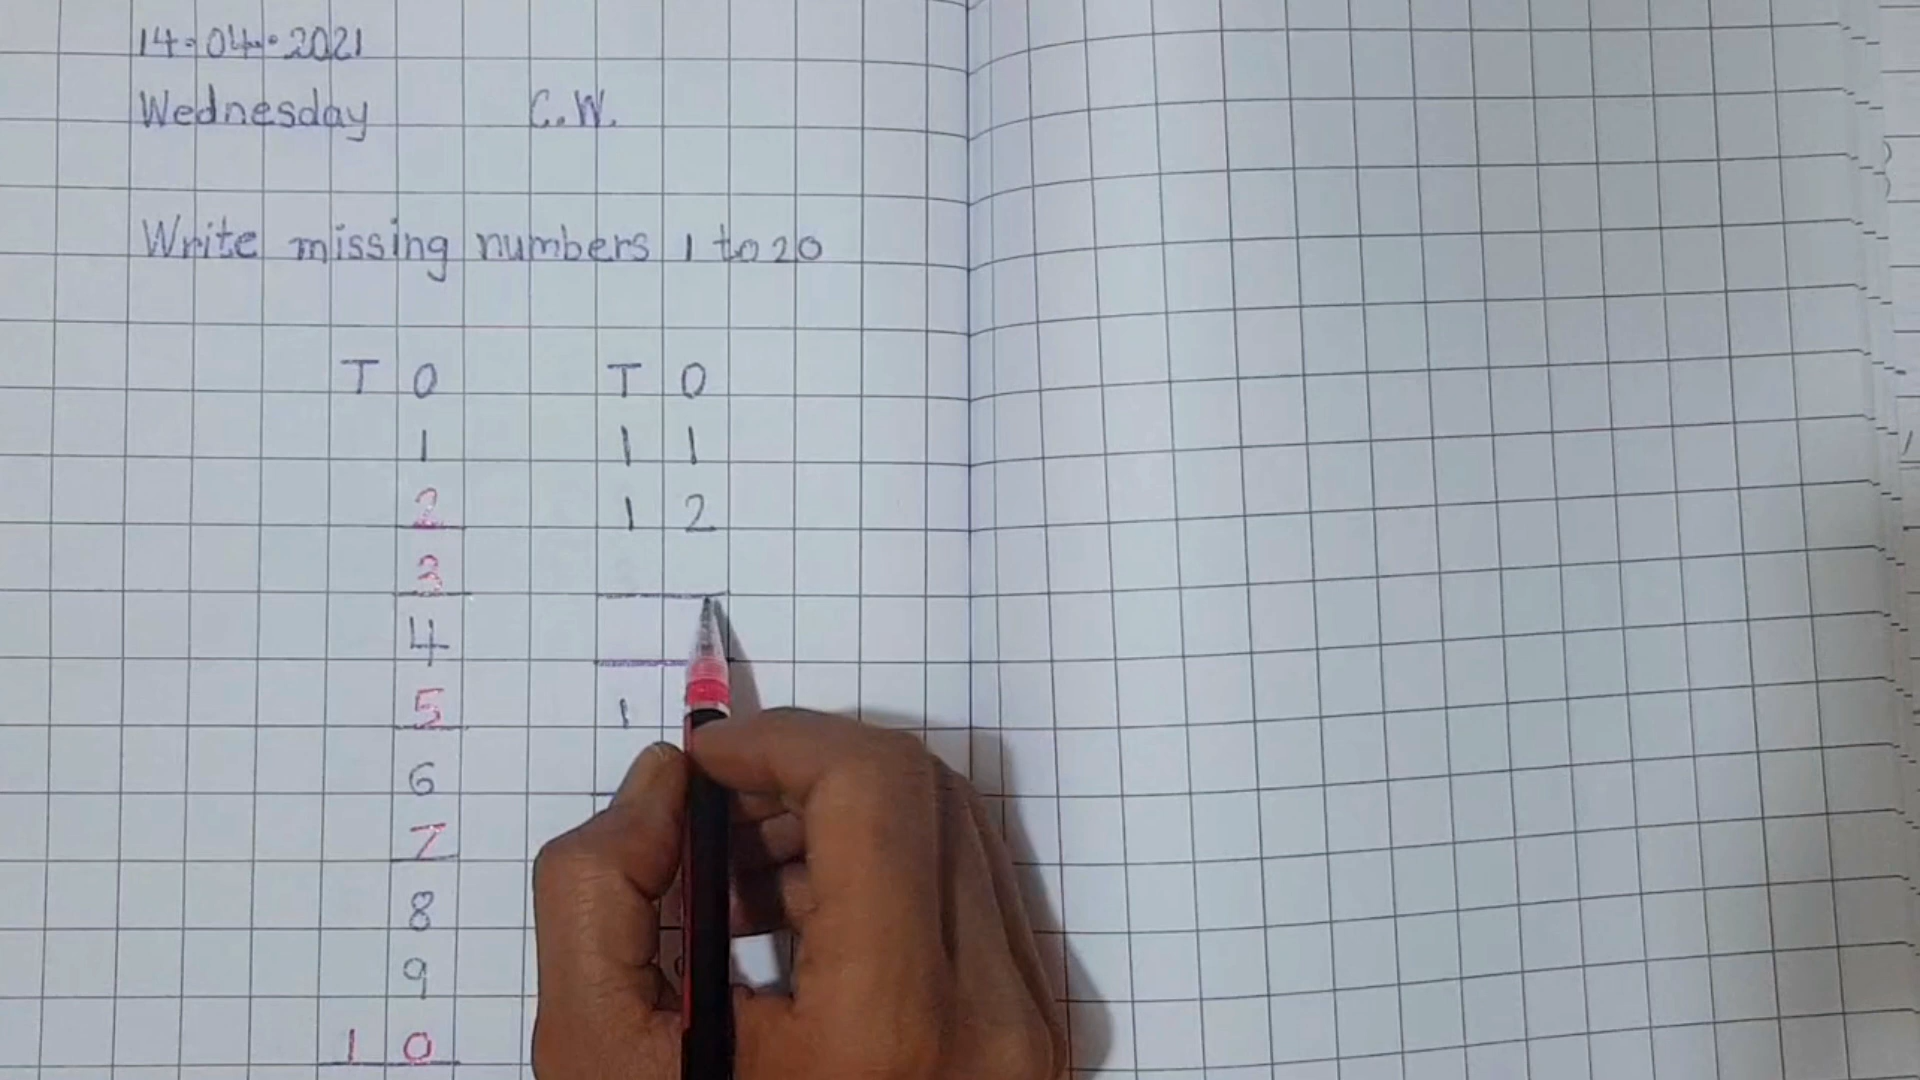 14.04.2021
Wednesday C.W.
Write missing numbers 1 to 20
T O T O
1 1 1
2 1 2
3
4
5 1
6
7
8
9
1 0